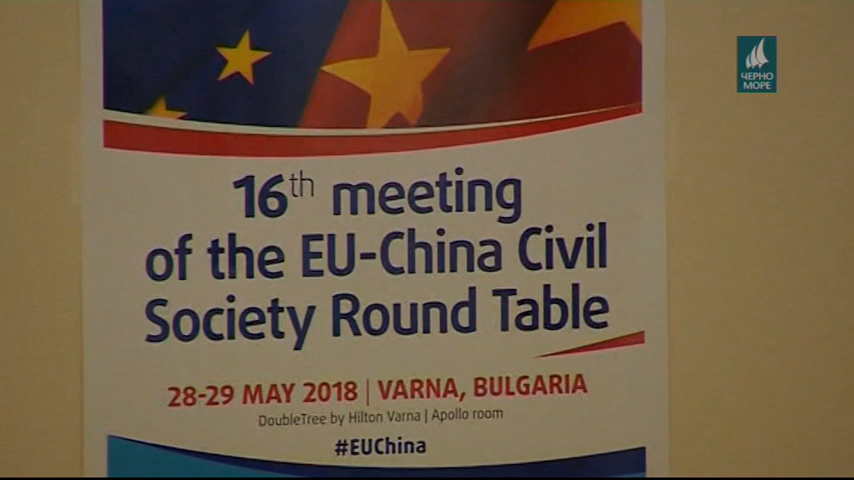 ЧЕРНО
МОРЕ
16th meeting
of the EU-China Civil
Society Round Table
28-29 MAY 2018 | VARNA, BULGARIA
DoubleTree by Hilton Varna | Apollo room
#EUChina